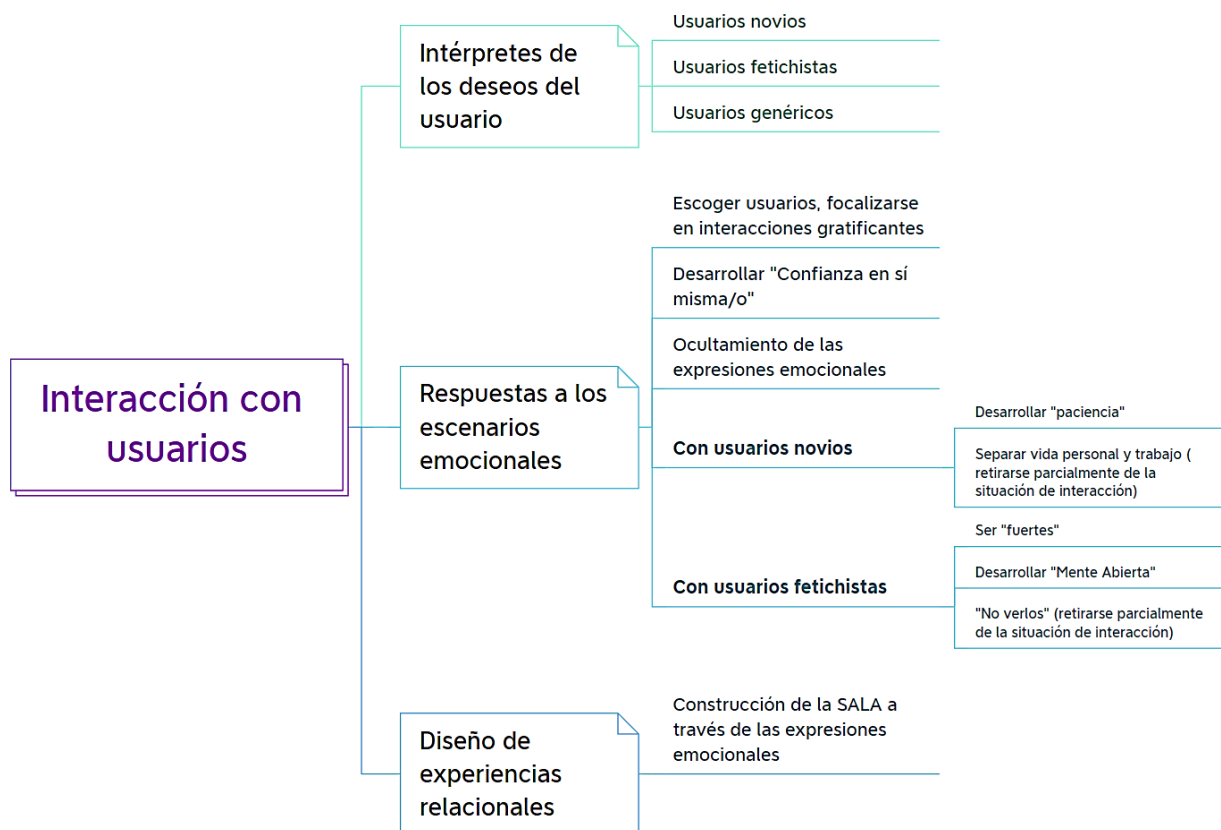 Interacción con
usuarios
Intérpretes de
los deseos del
usuario
Usuarios novios
Usuarios fetichistas
Usuarios genéricos
Respuestas a los
escenarios
emocionales
Escoger usuarios, focalizarse
en interacciones gratificantes
Desarrollar "Confianza en sí
misma/o"
Ocultamiento de las
expresiones emocionales
Con usuarios novios
Desarrollar "paciencia"
Separar vida personal y trabajo (
retirarse parcialmente de la
situación de interacción)
Con usuarios fetichistas
Ser "fuertes"
Desarrollar "Mente Abierta"
"No verlos" (retirarse parcialmente
de la situación de interacción)
Diseño de
experiencias
relacionales
Construcción de la SALA a
través de las expresiones
emocionales